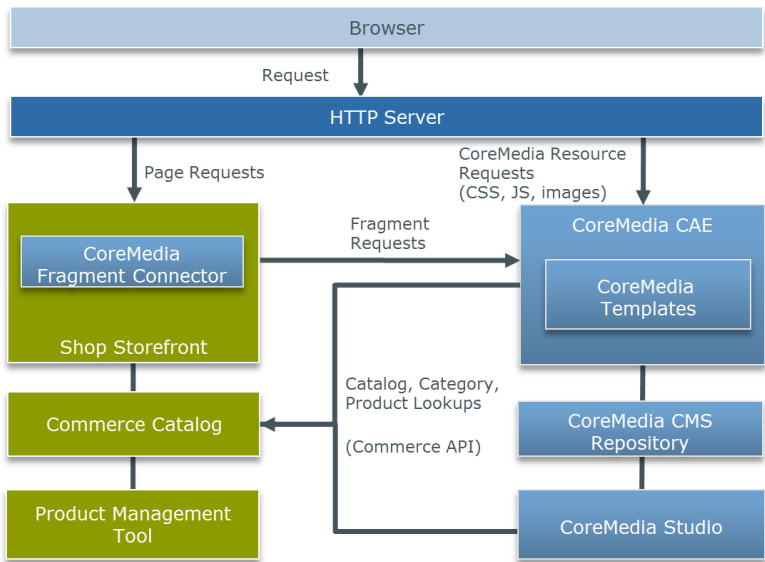 Browser
Request
HTTP Server
Page Requests
CoreMedia Resource
Requests
(CSS, JS, images)
CoreMedia
Fragment Connector
Shop Storefront
Fragment
Requests
CoreMedia CAE
CoreMedia
Templates
Catalog, Category,
Product Lookups
(Commerce API)
Commerce Catalog
CoreMedia CMS
Repository
Product Management
Tool
CoreMedia Studio